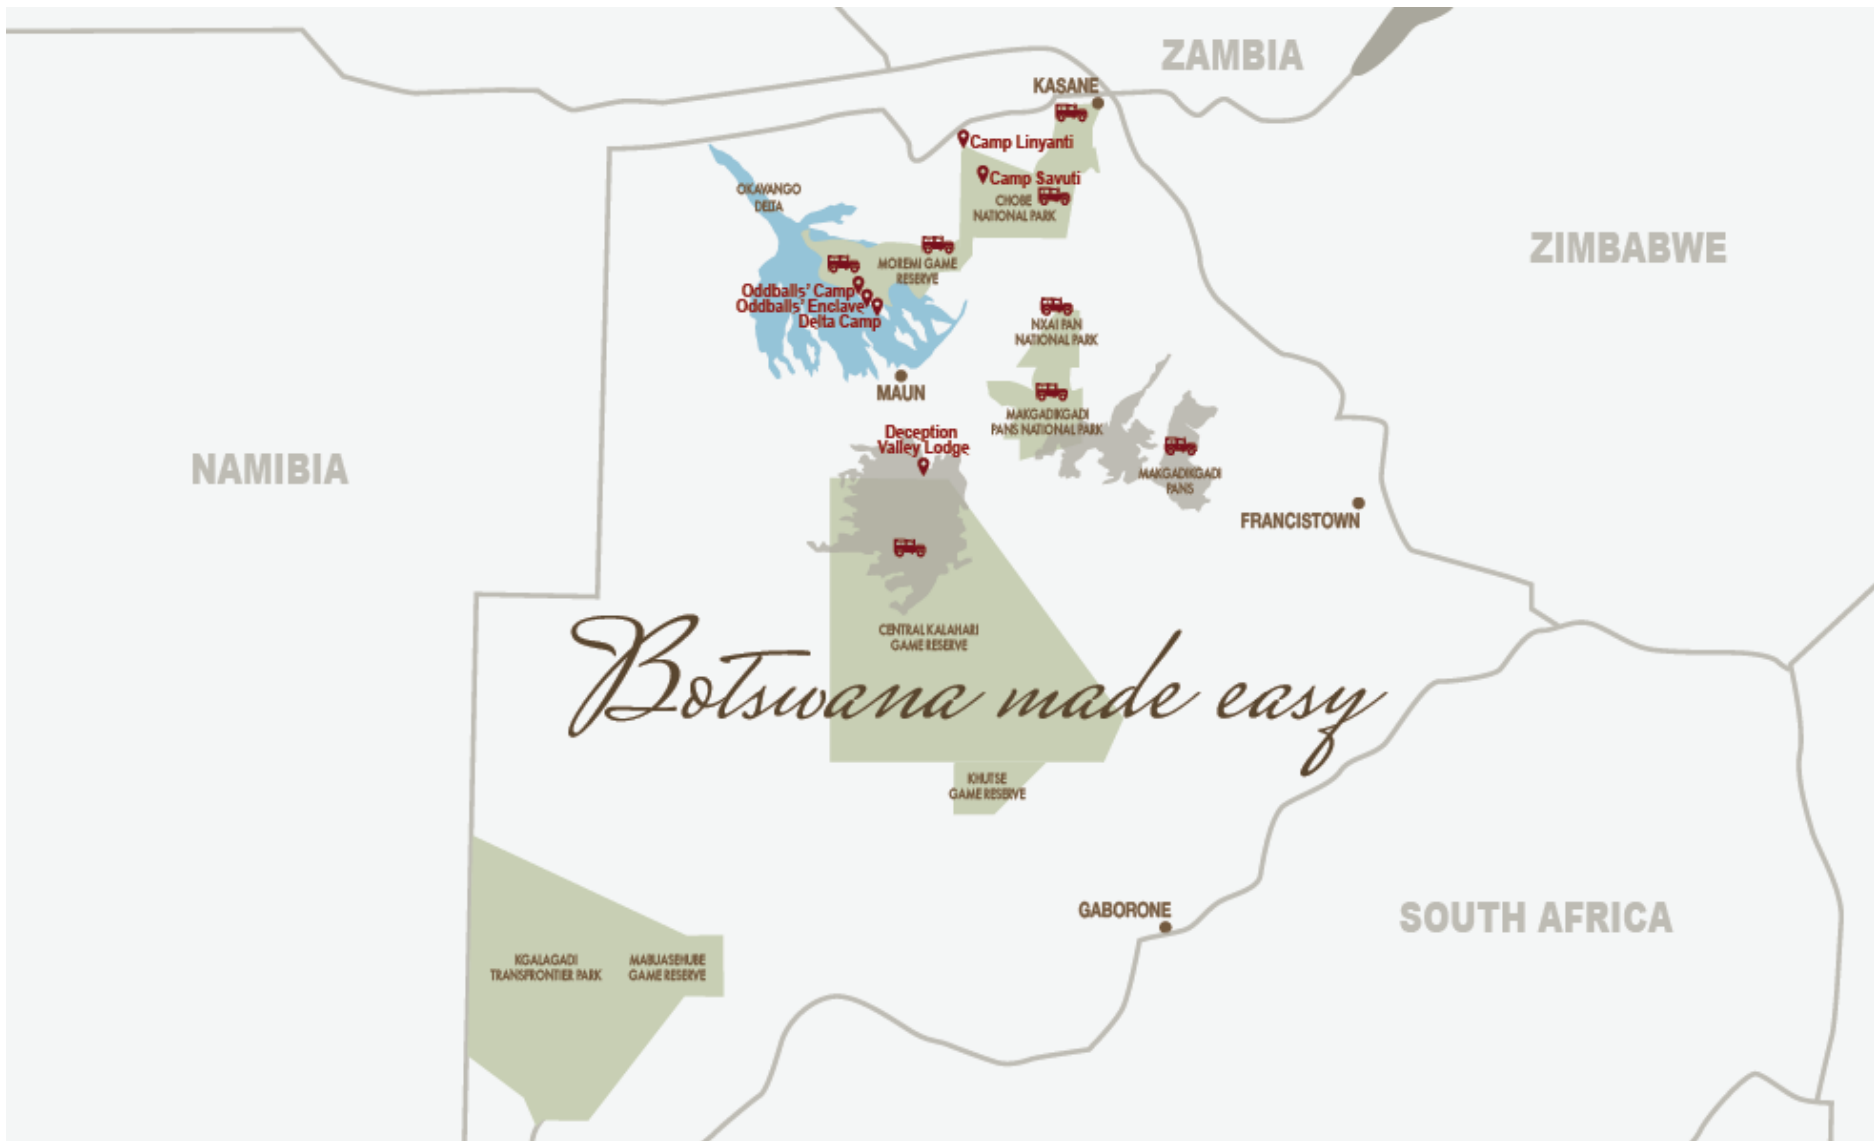 ZAMBIA
KASANE
Camp Linyanti
Camp Savuti
OKAVANGO
DELTA
CHOBE
NATIONAL PARK
ZIMBABWE
MOREMI GAME
RESERVE
Oddballs' Camp
Oddballs' Enclave
Delta Camp
NXAI PAN
NATIONAL PARK
MAUN
MAKGADIKGADI
PANS NATIONAL PARK
Deception
Valley Lodge
NAMIBIA
MAKGADIKGADI
PANS
FRANCISTOWN
CENTRAL KALAHARI
GAME RESERVE
Botswana made easy
KHUTSE
GAME RESERVE
GABORONE
SOUTH AFRICA
KGALAGADI
TRANSFRONTIER PARK
MABUASEHUBE
GAME RESERVE